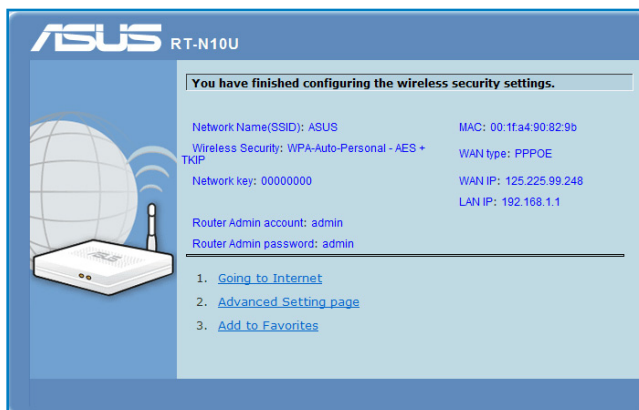 ASUS RT-N10U
You have finished configuring the wireless security settings.
Network Name(SSID): ASUS
MAC: 00:1f:a4:90:82:9b
Wireless Security: WPA-Auto-Personal - AES +
TKIP
WAN type: PPPOE
Network key: 00000000
WAN IP: 125.225.99.248
LAN IP: 192.168.1.1
Router Admin account: admin
Router Admin password: admin
1. Going to Internet
2. Advanced Setting page
3. Add to Favorites
ASUS